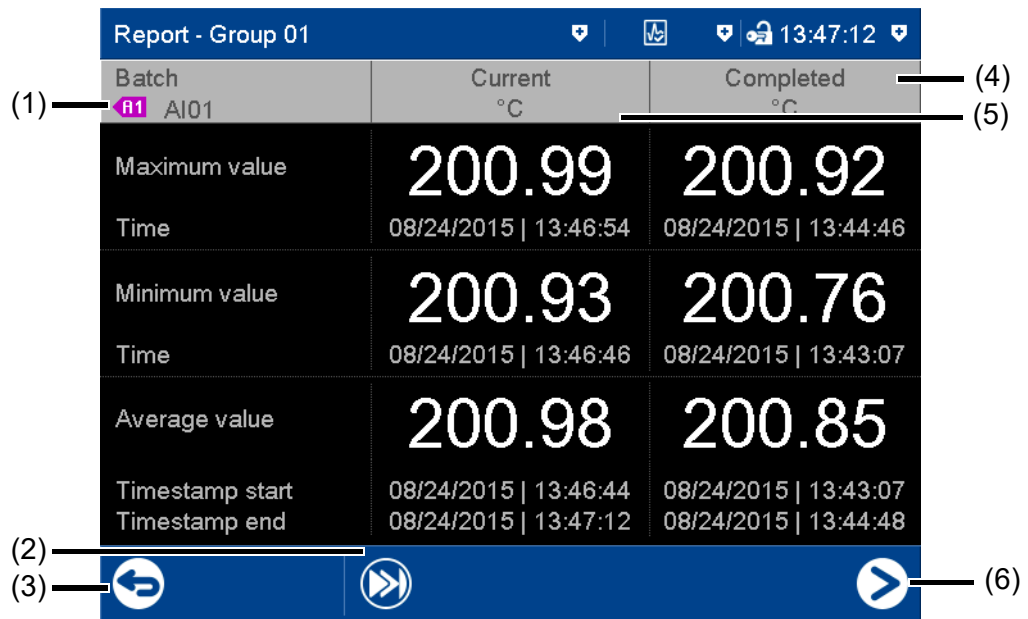 Report - Group 01 13:47:12
Batch Current Completed (4)
(1) A1 AI01 °C °C (5)
Maximum value 200.99 200.92
Time 08/24/2015 | 13:46:54 08/24/2015 | 13:44:46
Minimum value 200.93 200.76
Time 08/24/2015 | 13:46:46 08/24/2015 | 13:43:07
Average value 200.98 200.85
Timestamp start 08/24/2015 | 13:46:44 08/24/2015 | 13:43:07
Timestamp end 08/24/2015 | 13:47:12 08/24/2015 | 13:44:48
(2)
(3) (6)